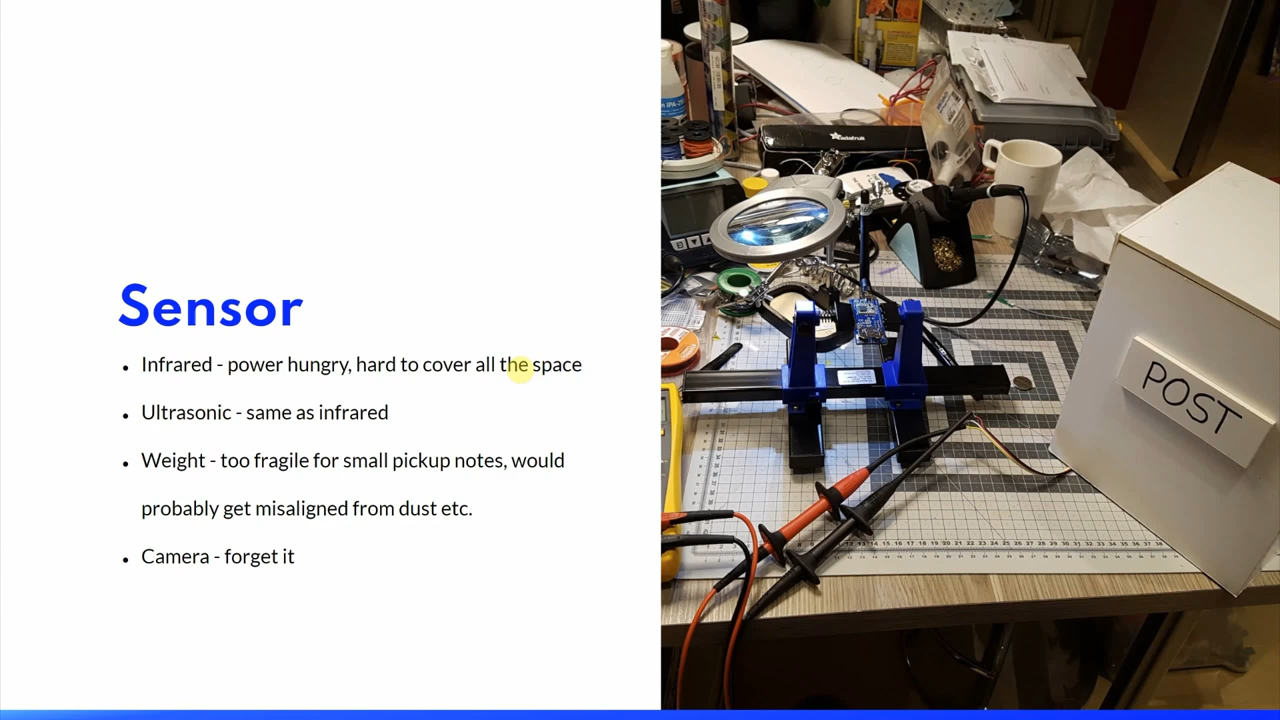 Sensor
Infrared - power hungry, hard to cover all the space
Ultrasonic - same as infrared
Weight - too fragile for small pickup notes, would
probably get misaligned from dust etc.
Camera - forget it
adafruit
POST